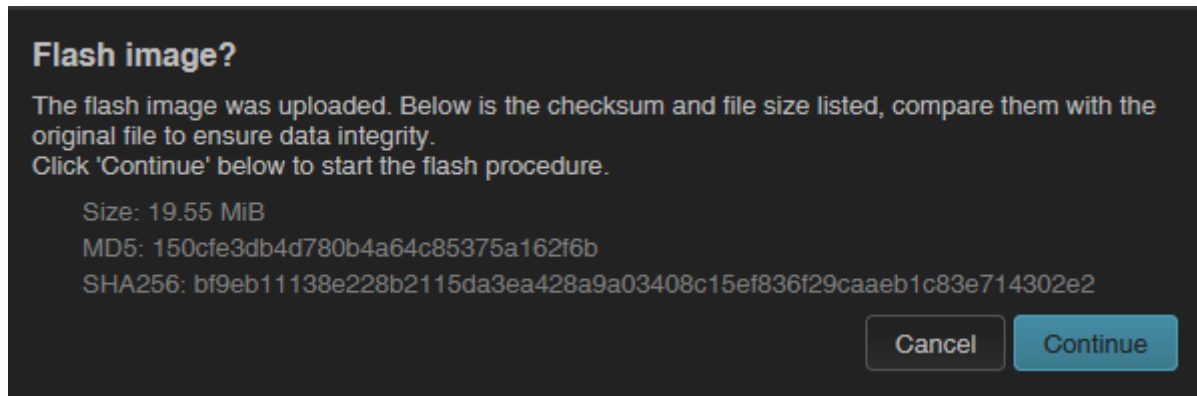 Flash image?
The flash image was uploaded. Below is the checksum and file size listed, compare them with the
original file to ensure data integrity.
Click 'Continue' below to start the flash procedure.
Size: 19.55 MiB
MD5: 150cfe3db4d780b4a64c85375a162f6b
SHA256: bf9eb11138e228b2115da3ea428a9a03408c15ef836f29caaeb1c83e714302e2
Cancel
Continue